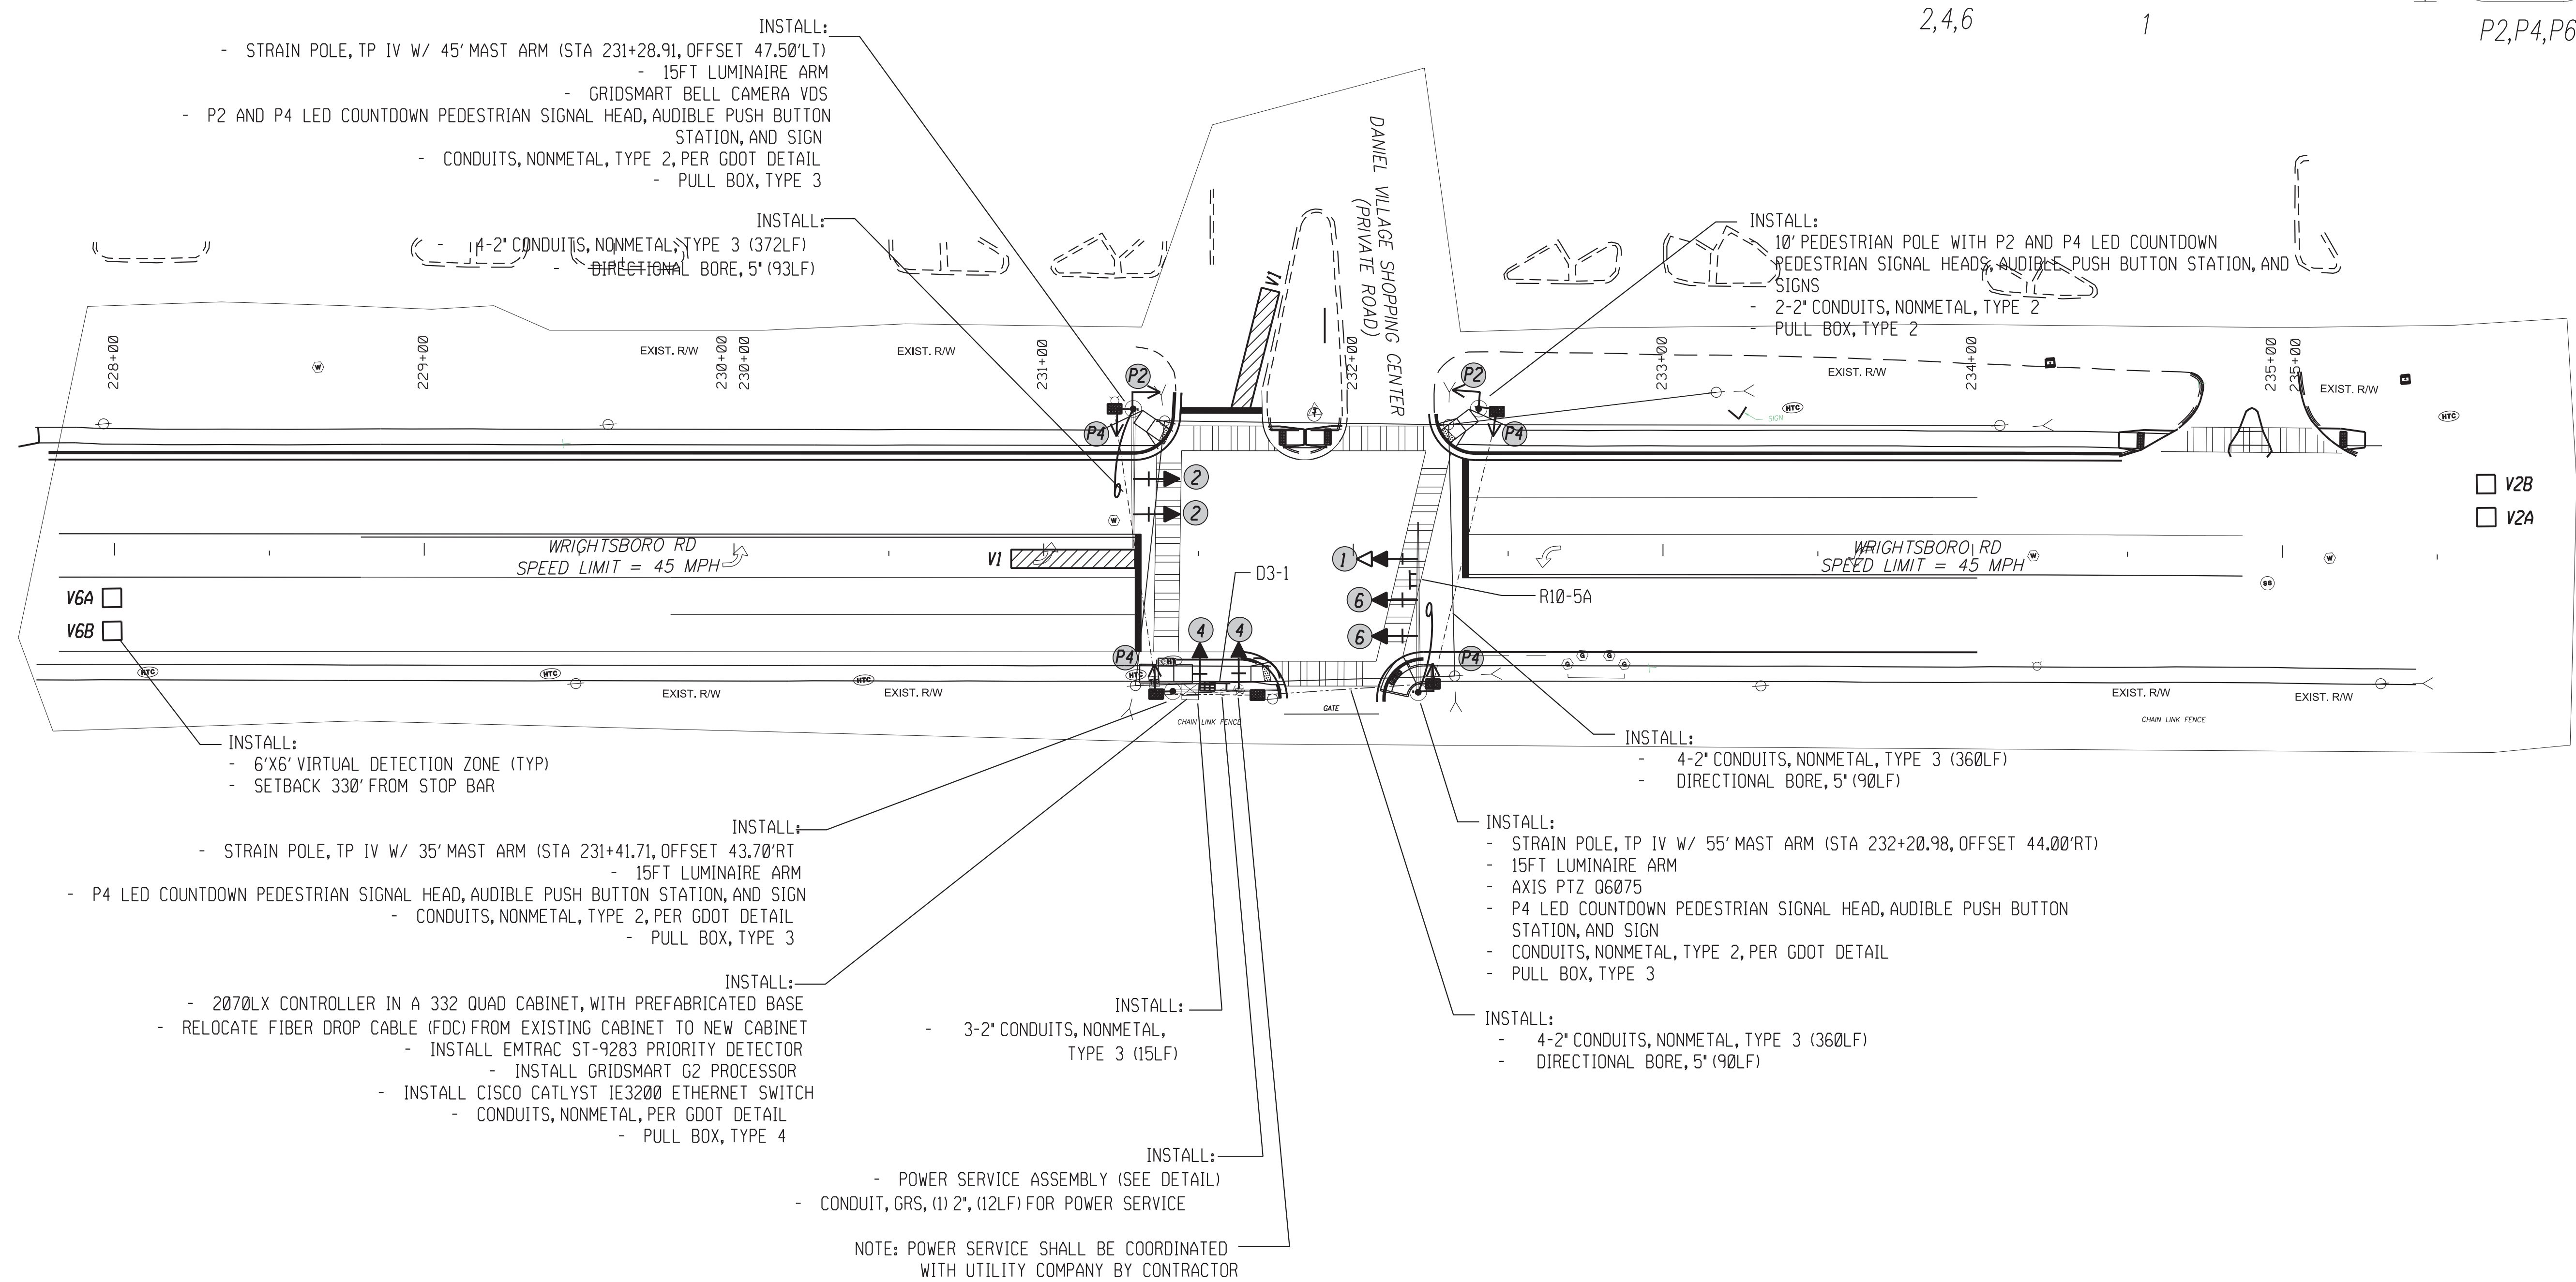 2,4,6
1
P2,P4,P6
INSTALL:
- STRAIN POLE, TP IV W/ 45' MAST ARM (STA 231+28.91, OFFSET 47.50'LT)
- 15FT LUMINAIRE ARM
- GRIDSMART BELL CAMERA VDS
- P2 AND P4 LED COUNTDOWN PEDESTRIAN SIGNAL HEAD, AUDIBLE PUSH BUTTON
STATION, AND SIGN
- CONDUITS, NONMETAL, TYPE 2, PER GDOT DETAIL
- PULL BOX, TYPE 3
INSTALL:
- 4-2" CONDUITS, NONMETAL, TYPE 3 (372LF)
- DIRECTIONAL BORE, 5" (93LF)
DANIEL VILLAGE SHOPPING CENTER
(PRIVATE ROAD)
INSTALL:
- 10' PEDESTRIAN POLE WITH P2 AND P4 LED COUNTDOWN
PEDESTRIAN SIGNAL HEADS, AUDIBLE PUSH BUTTON STATION, AND
SIGNS
- 2-2" CONDUITS, NONMETAL, TYPE 2
- PULL BOX, TYPE 2
V1
228+00
229+00
230+00
230+00
231+00
232+00
233+00
234+00
235+00
235+00
EXIST. R/W
EXIST. R/W
EXIST. R/W
EXIST. R/W
W
P2
P2
P4
P4
HTC
HTC
SIGN
2
2
W
V2B
V2A
WRIGHTSBORO RD
SPEED LIMIT = 45 MPH
V1
1
WRIGHTSBORO RD
SPEED LIMIT = 45 MPH
W
W
D3-1
R10-5A
V6A
V6B
6
6
4
4
P4
P4
HTC
HTC
HTC
HTC
G
G
G
G
EXIST. R/W
EXIST. R/W
EXIST. R/W
EXIST. R/W
CHAIN LINK FENCE
GATE
CHAIN LINK FENCE
INSTALL:
- 6'X6' VIRTUAL DETECTION ZONE (TYP)
- SETBACK 330' FROM STOP BAR
INSTALL:
- 4-2" CONDUITS, NONMETAL, TYPE 3 (360LF)
- DIRECTIONAL BORE, 5" (90LF)
INSTALL:
- STRAIN POLE, TP IV W/ 35' MAST ARM (STA 231+41.71, OFFSET 43.70'RT
- 15FT LUMINAIRE ARM
- P4 LED COUNTDOWN PEDESTRIAN SIGNAL HEAD, AUDIBLE PUSH BUTTON STATION, AND SIGN
- CONDUITS, NONMETAL, TYPE 2, PER GDOT DETAIL
- PULL BOX, TYPE 3
INSTALL:
- STRAIN POLE, TP IV W/ 55' MAST ARM (STA 232+20.98, OFFSET 44.00'RT)
- 15FT LUMINAIRE ARM
- AXIS PTZ Q6075
- P4 LED COUNTDOWN PEDESTRIAN SIGNAL HEAD, AUDIBLE PUSH BUTTON
STATION, AND SIGN
- CONDUITS, NONMETAL, TYPE 2, PER GDOT DETAIL
- PULL BOX, TYPE 3
INSTALL:
- 2070LX CONTROLLER IN A 332 QUAD CABINET, WITH PREFABRICATED BASE
- RELOCATE FIBER DROP CABLE (FDC) FROM EXISTING CABINET TO NEW CABINET
- INSTALL EMTRAC ST-9283 PRIORITY DETECTOR
- INSTALL GRIDSMART G2 PROCESSOR
- INSTALL CISCO CATLYST IE3200 ETHERNET SWITCH
- CONDUITS, NONMETAL, PER GDOT DETAIL
- PULL BOX, TYPE 4
INSTALL:
- 3-2" CONDUITS, NONMETAL,
TYPE 3 (15LF)
INSTALL:
- 4-2" CONDUITS, NONMETAL, TYPE 3 (360LF)
- DIRECTIONAL BORE, 5" (90LF)
INSTALL:
- POWER SERVICE ASSEMBLY (SEE DETAIL)
- CONDUIT, GRS, (1) 2", (12LF) FOR POWER SERVICE
NOTE: POWER SERVICE SHALL BE COORDINATED
WITH UTILITY COMPANY BY CONTRACTOR